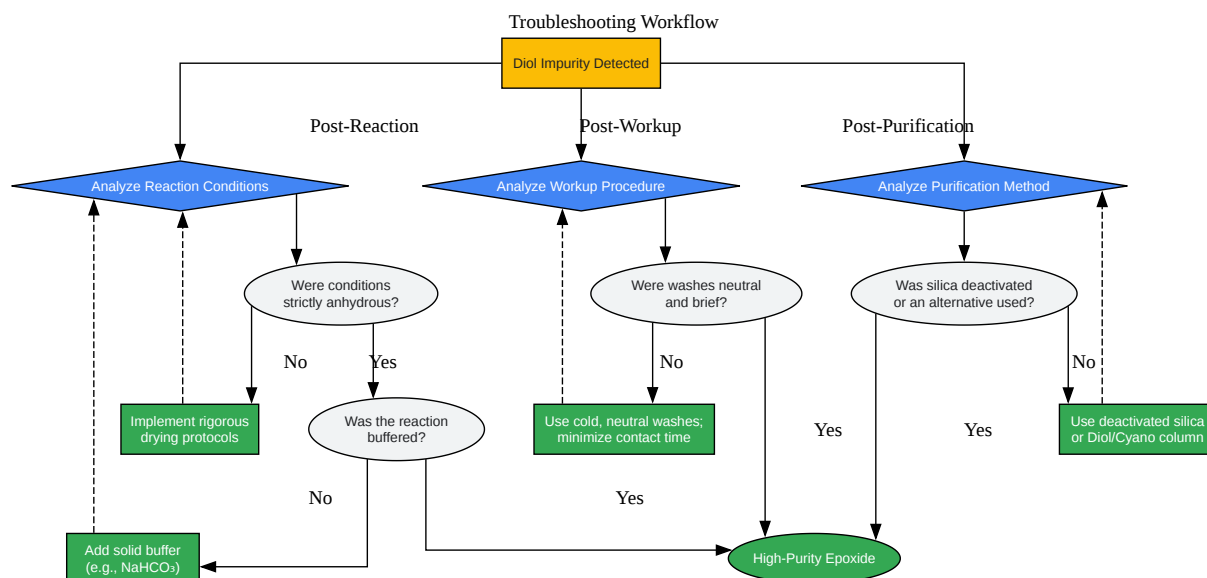 Troubleshooting Workflow
Diol Impurity Detected
Post-Reaction
Post-Workup
Post-Purification
Analyze Reaction Conditions
Analyze Workup Procedure
Analyze Purification Method
Were conditions
strictly anhydrous?
Were washes neutral
and brief?
Was silica deactivated
or an alternative used?
No
Yes
No
No
Implement rigorous
drying protocols
Was the reaction
buffered?
Use cold, neutral washes;
minimize contact time
Yes
Yes
Use deactivated silica
or Diol/Cyano column
No
Yes
Add solid buffer
(e.g., NaHCO₃)
High-Purity Epoxide